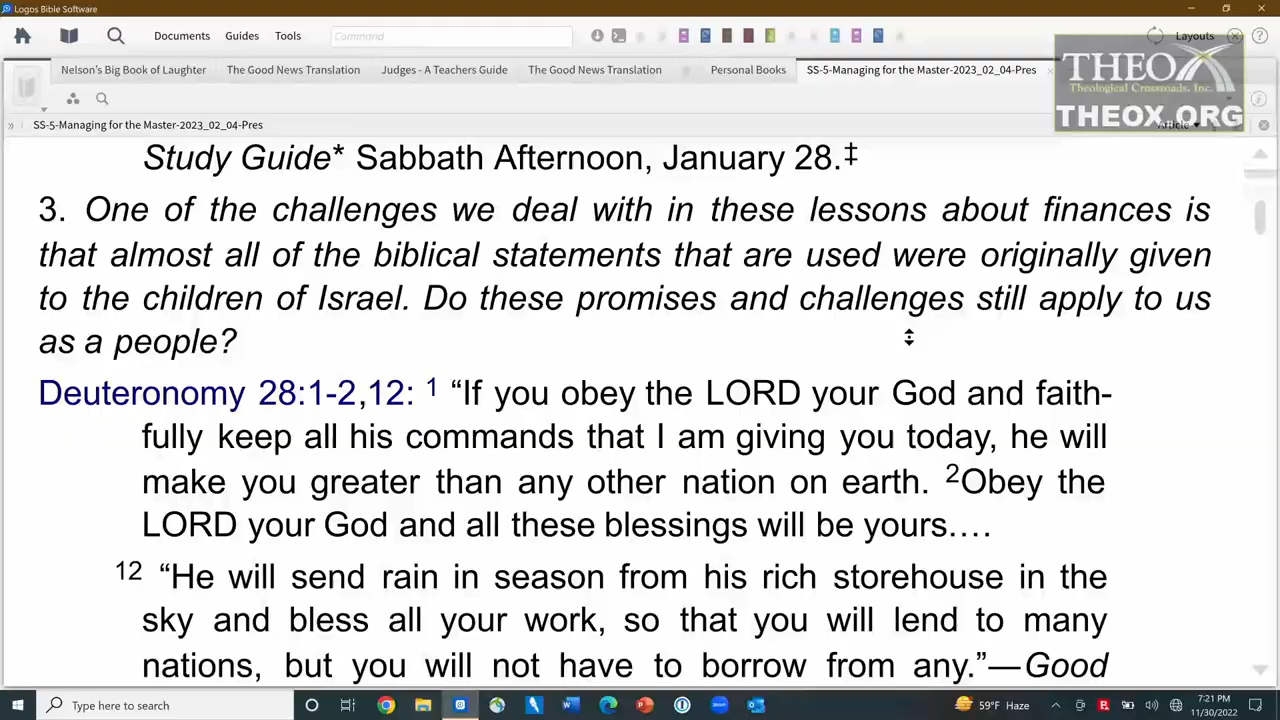 Logos Bible Software
Documents Guides Tools Command Layouts
Nelson's Big Book of Laughter The Good News Translation Judges - A Teachers Guide The Good News Translation Personal Books SS-5-Managing for the Master-2023_02_04-Pres
THEOX
Theological Crossroads, Inc.
THEOX.ORG
SS-5-Managing for the Master-2023_02_04-Pres
Article
Study Guide* Sabbath Afternoon, January 28.‡
3. One of the challenges we deal with in these lessons about finances is
that almost all of the biblical statements that are used were originally given
to the children of Israel. Do these promises and challenges still apply to us
as a people?
Deuteronomy 28:1-2,12: 1 “If you obey the LORD your God and faith-
fully keep all his commands that I am giving you today, he will
make you greater than any other nation on earth. 2Obey the
LORD your God and all these blessings will be yours….
12 “He will send rain in season from his rich storehouse in the
sky and bless all your work, so that you will lend to many
nations, but you will not have to borrow from any.”—Good
Type here to search
59°F Haze
7:21 PM
11/30/2022